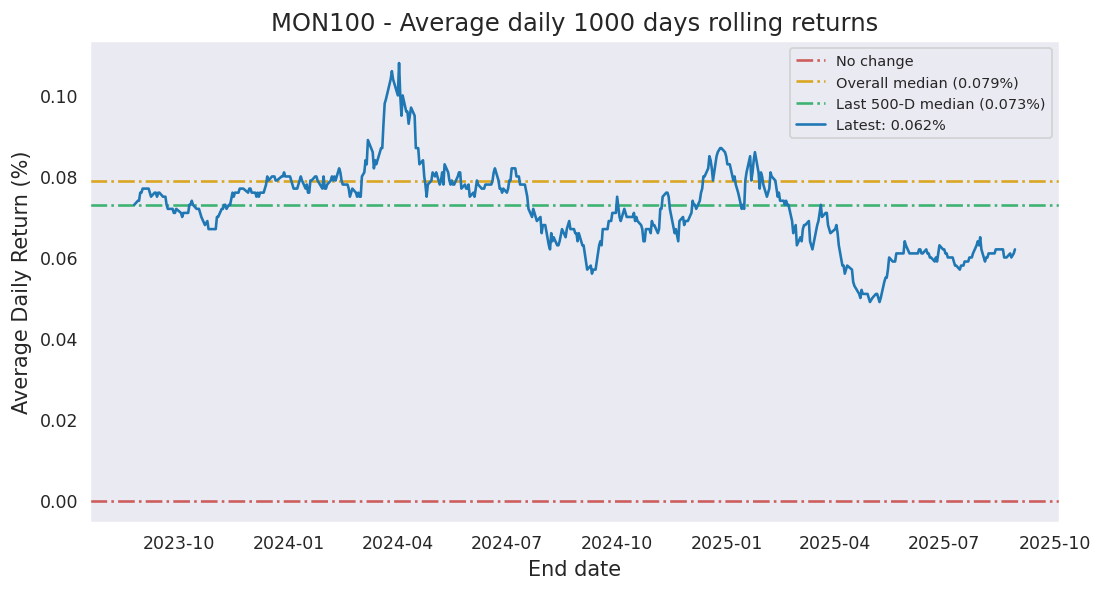 MON100 - Average daily 1000 days rolling returns
No change
Overall median (0.079%)
Last 500-D median (0.073%)
Latest: 0.062%
Average Daily Return (%)
0.10
0.08
0.06
0.04
0.02
0.00
2023-10 2024-01 2024-04 2024-07 2024-10 2025-01 2025-04 2025-07 2025-10
End date